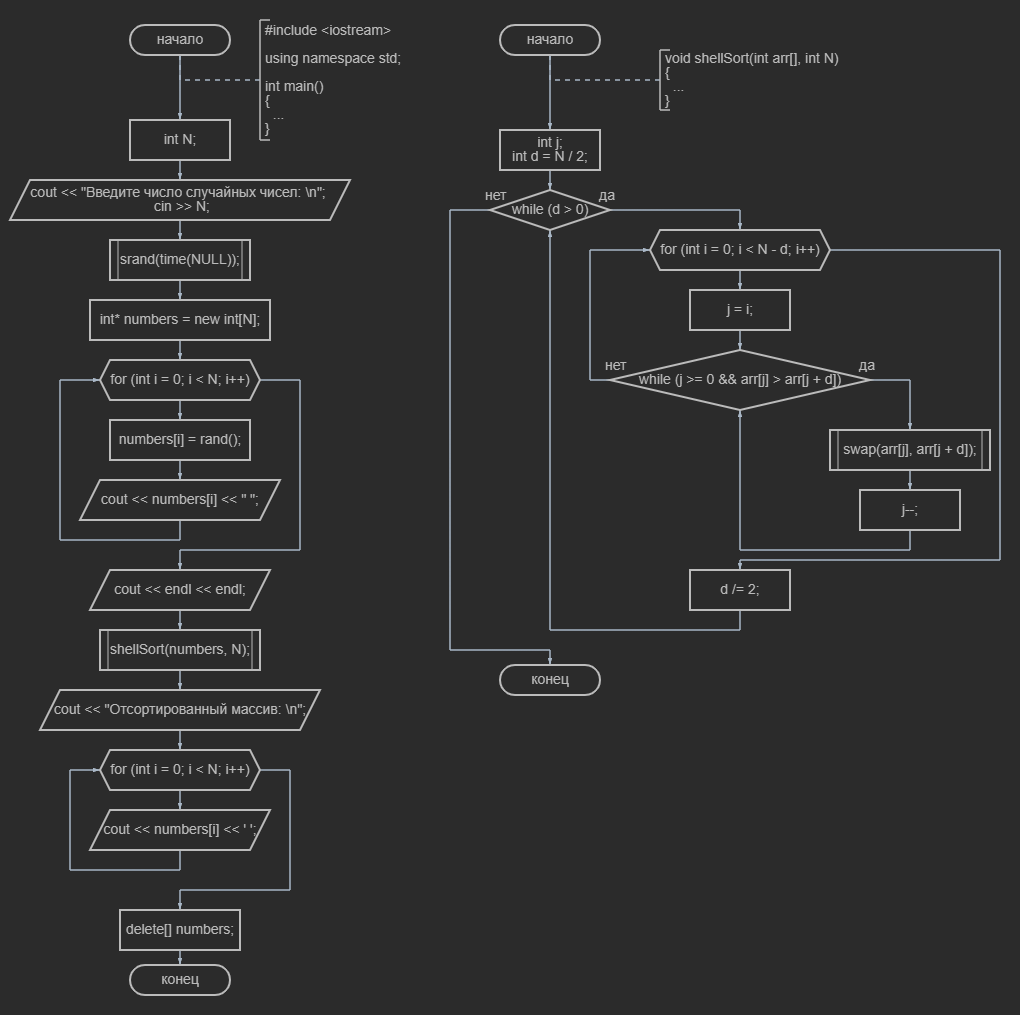 начало
#include <iostream>
using namespace std;
int main()
{
...
}
int N;
cout << "Введите число случайных чисел: \n";
cin >> N;
srand(time(NULL));
int* numbers = new int[N];
for (int i = 0; i < N; i++)
numbers[i] = rand();
cout << numbers[i] << " ";
cout << endl << endl;
shellSort(numbers, N);
cout << "Отсортированный массив: \n";
for (int i = 0; i < N; i++)
cout << numbers[i] << ' ';
delete[] numbers;
конец
начало
void shellSort(int arr[], int N)
{
...
}
int j;
int d = N / 2;
нет
да
while (d > 0)
for (int i = 0; i < N - d; i++)
j = i;
нет
да
while (j >= 0 && arr[j] > arr[j + d])
swap(arr[j], arr[j + d]);
j--;
d /= 2;
конец